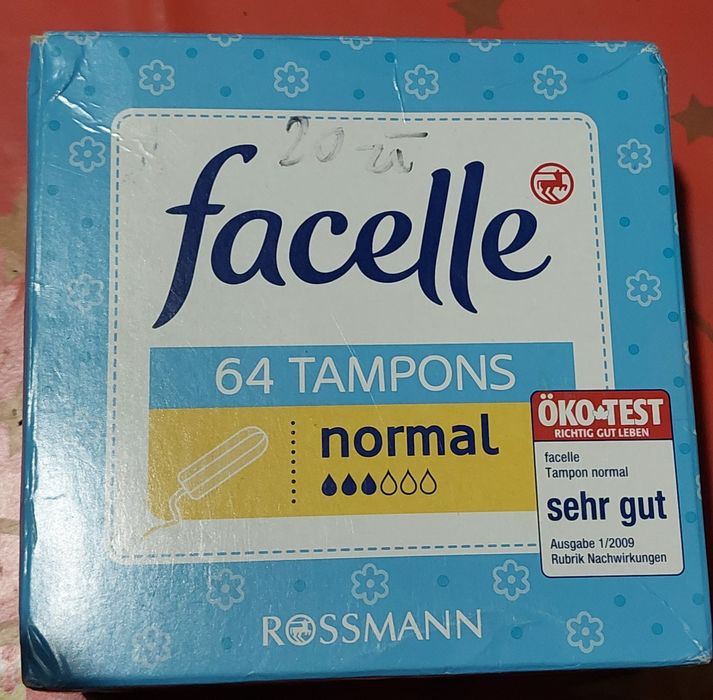 20 zł
facelle
64 TAMPONS
normal
ÖKO-TEST
RICHTIG GUT LEBEN
facelle
Tampon normal
sehr gut
Ausgabe 1/2009
Rubrik Nachwirkungen
ROSSMANN